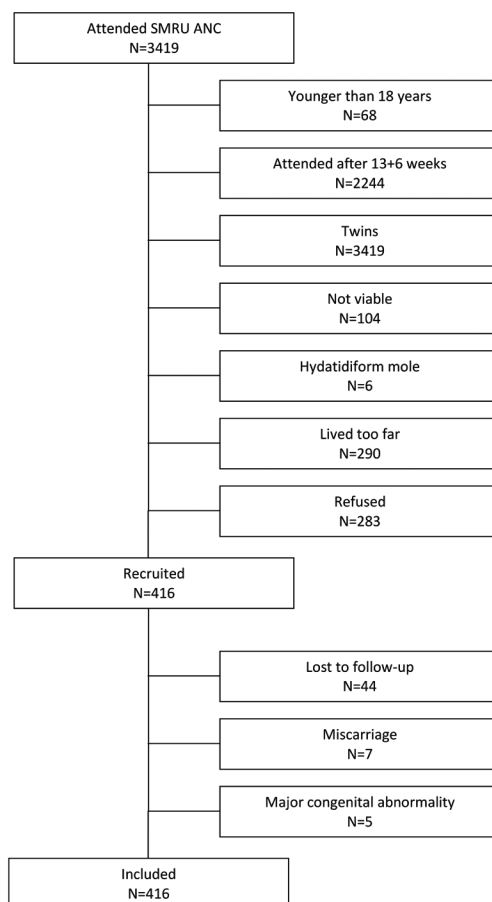 Attended SMRU ANC
N=3419
Younger than 18 years
N=68
Attended after 13+6 weeks
N=2244
Twins
N=3419
Not viable
N=104
Hydatidiform mole
N=6
Lived too far
N=290
Refused
N=283
Recruited
N=416
Lost to follow-up
N=44
Miscarriage
N=7
Major congenital abnormality
N=5
Included
N=416